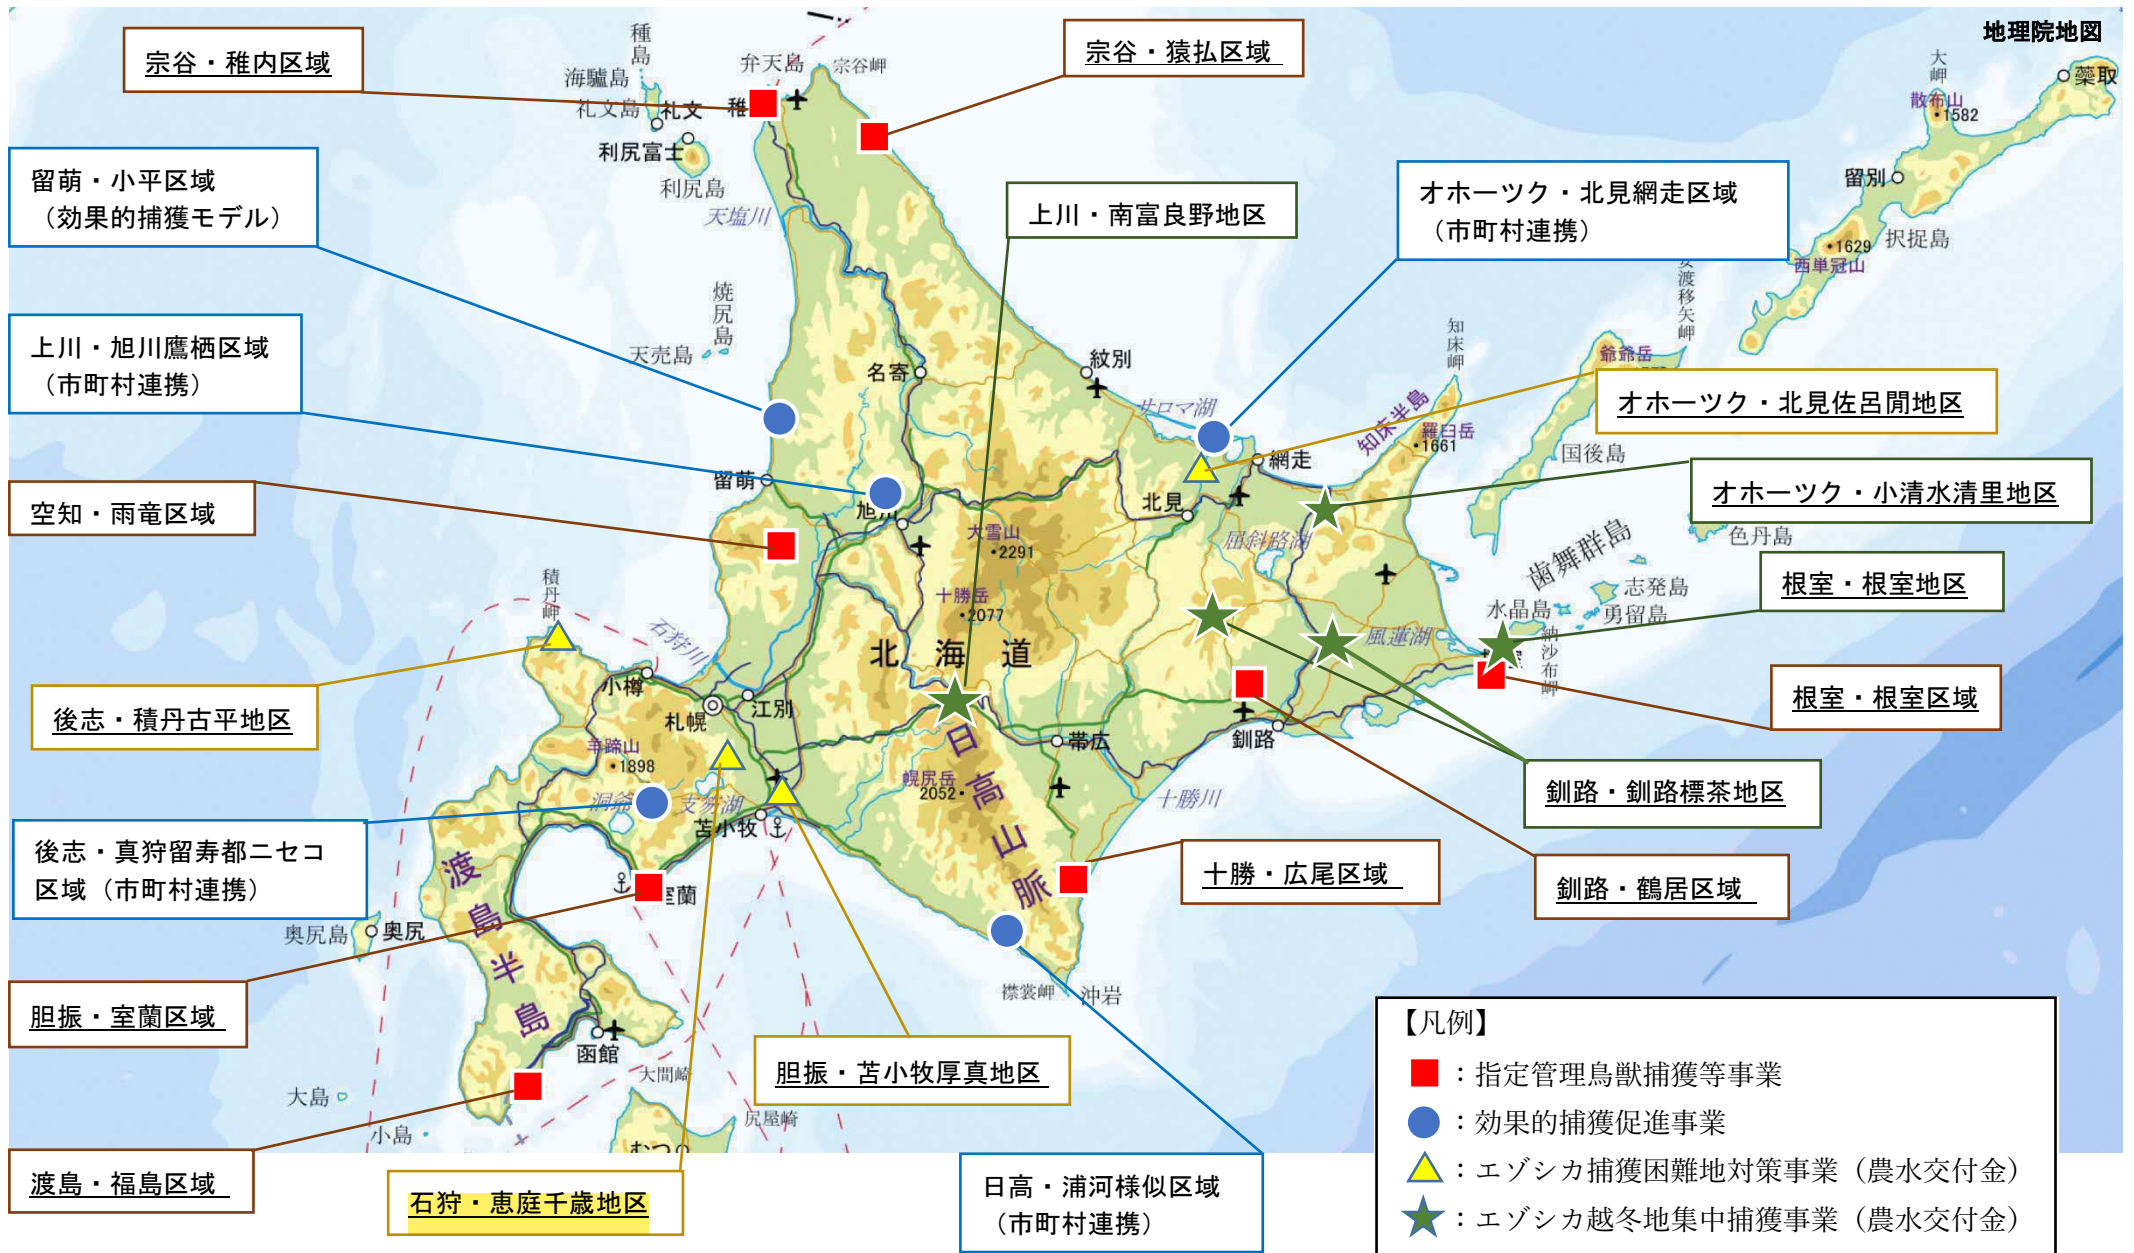 地理院地図
宗谷・稚内区域
宗谷・猿払区域
留萌・小平区域
（効果的捕獲モデル）
上川・南富良野地区
オホーツク・北見網走区域
（市町村連携）
上川・旭川鷹栖区域
（市町村連携）
オホーツク・北見佐呂間地区
空知・雨竜区域
オホーツク・小清水清里地区
根室・根室地区
後志・積丹古平地区
根室・根室区域
釧路・釧路標茶地区
後志・真狩留寿都ニセコ
区域（市町村連携）
十勝・広尾区域
釧路・鶴居区域
胆振・室蘭区域
胆振・苫小牧厚真地区
渡島・福島区域
石狩・恵庭千歳地区
日高・浦河様似区域
（市町村連携）
【凡例】
：指定管理鳥獣捕獲等事業
：効果的捕獲促進事業
：エゾシカ捕獲困難地対策事業（農水交付金）
：エゾシカ越冬地集中捕獲事業（農水交付金）
種島
海驢島
礼文島
礼文
利尻富士
利尻島
弁天島
宗谷岬
稚
天塩川
焼尻島
天売島
名寄
紋別
サロマ湖
網走
北見
知床岬
知床半島
羅臼岳
1661
大岬
散布山
1582
蘂取
留別
1629
択捉島
西単冠山
安渡移矢岬
爺爺岳
国後島
色丹島
歯舞群島
志発島
水晶島
勇留島
納沙布岬
風蓮湖
屈斜路湖
留萌
旭川
大雪山
2291
十勝岳
2077
北海道
積丹岬
石狩川
小樽
札幌
江別
羊蹄山
1898
洞爺
支笏湖
苫小牧
室蘭
帯広
釧路
十勝川
幌尻岳
2052
日高山脈
襟裳岬
沖岩
渡島半島
奥尻島
奥尻
函館
大島
小島
大間崎
尻屋崎
むつ